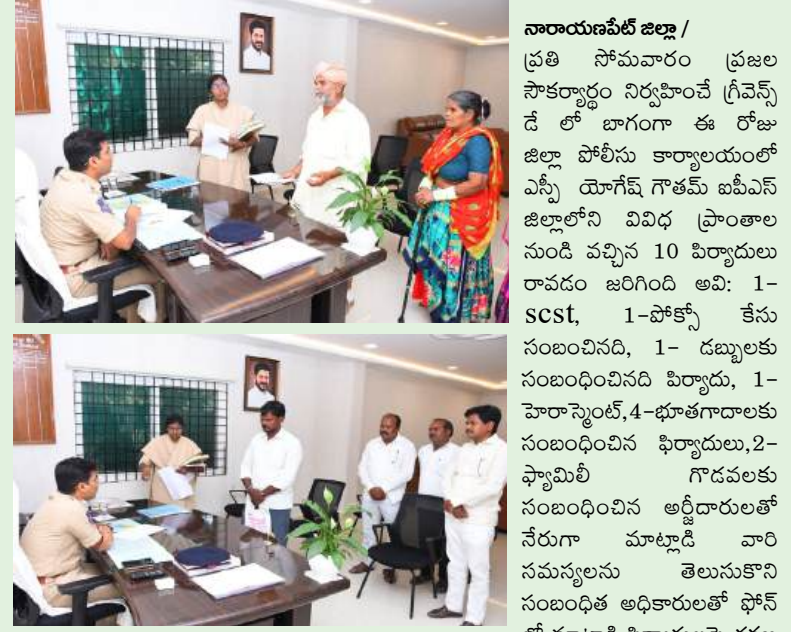 నారాయణపేట్ జిల్లా /
ప్రతి సోమవారం ప్రజల
సౌకర్యార్థం నిర్వహించే గ్రీవెన్స్
డే లో బాగంగా ఈ రోజు
జిల్లా పోలీసు కార్యాలయంలో
ఎస్పీ యోగేష్ గౌతమ్ ఐపీఎస్
జిల్లాలోని వివిధ ప్రాంతాల
నుండి వచ్చిన 10 పిర్యాదులు
రావడం జరిగింది అవి: 1-
scst, 1-పోక్సో కేసు
సంబంచినది, 1- డబ్బులకు
సంబంధించినది పిర్యాదు, 1-
హెరాస్మెంట్,4-భూతగాదాలకు
సంబంధించిన ఫిర్యాదులు,2-
ఫ్యామిలీ గొడవలకు
సంబంధించిన అర్జీదారులతో
నేరుగా మాట్లాడి వారి
సమస్యలను తెలుసుకొని
సంబంధిత అధికారులతో ఫోన్